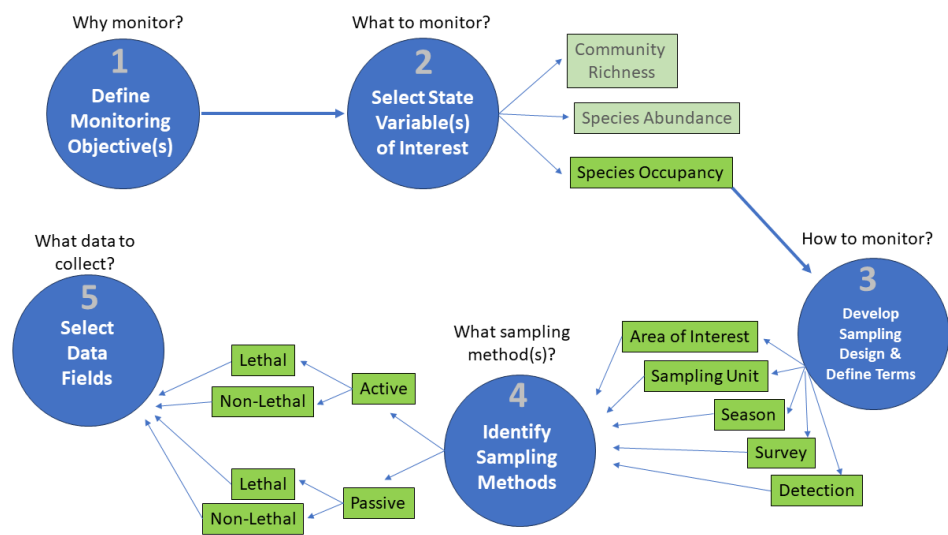 Why monitor?
1
Define
Monitoring
Objective(s)
What to monitor?
2
Select State
Variable(s)
of Interest
Community
Richness
Species Abundance
Species Occupancy
How to monitor?
3
Develop
Sampling
Design &
Define Terms
Area of Interest
Sampling Unit
Season
Survey
Detection
What sampling
method(s)?
4
Identify
Sampling
Methods
Active
Lethal
Non-Lethal
Passive
Lethal
Non-Lethal
What data to
collect?
5
Select
Data
Fields